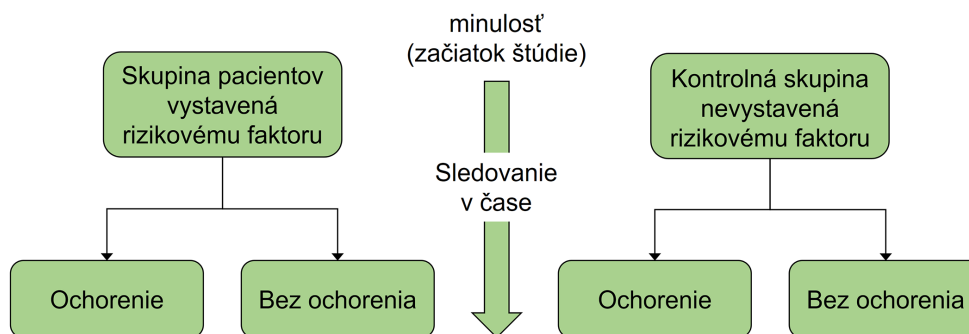 minulosť
(začiatok štúdie)
Skupina pacientov
vystavená
rizikovému faktoru
Kontrolná skupina
nevystavená
rizikovému faktoru
Sledovanie
v čase
Ochorenie
Bez ochorenia
Ochorenie
Bez ochorenia